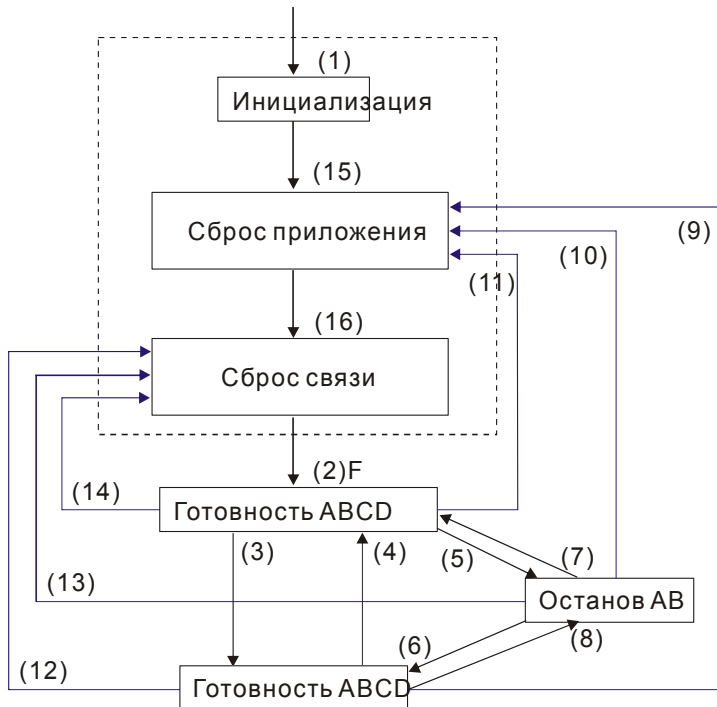 (1)
Инициализация
(15)
Сброс приложения
(9)
(10)
(11)
(16)
Сброс связи
(2)F
(14)
Готовность ABCD
(3)
(4)
(5)
(7)
(13)
Останов AB
(6)
(8)
(12)
Готовность ABCD